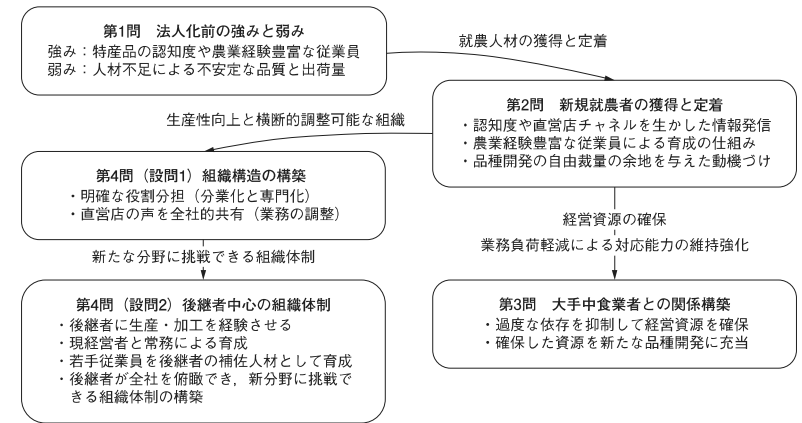 第1問　法人化前の強みと弱み
強み：特産品の認知度や農業経験豊富な従業員
弱み：人材不足による不安定な品質と出荷量
就農人材の獲得と定着
第2問　新規就農者の獲得と定着
・認知度や直営店チャネルを生かした情報発信
・農業経験豊富な従業員による育成の仕組み
・品種開発の自由裁量の余地を与えた動機づけ
生産性向上と横断的調整可能な組織
第4問（設問1）組織構造の構築
・明確な役割分担（分業化と専門化）
・直営店の声を全社的共有（業務の調整）
経営資源の確保
業務負荷軽減による対応能力の維持強化
新たな分野に挑戦できる組織体制
第4問（設問2）後継者中心の組織体制
・後継者に生産・加工を経験させる
・現経営者と常務による育成
・若手従業員を後継者の補佐人材として育成
・後継者が全社を俯瞰でき，新分野に挑戦で
きる組織体制の構築
第3問　大手中食業者との関係構築
・過度な依存を抑制して経営資源を確保
・確保した資源を新たな品種開発に充当